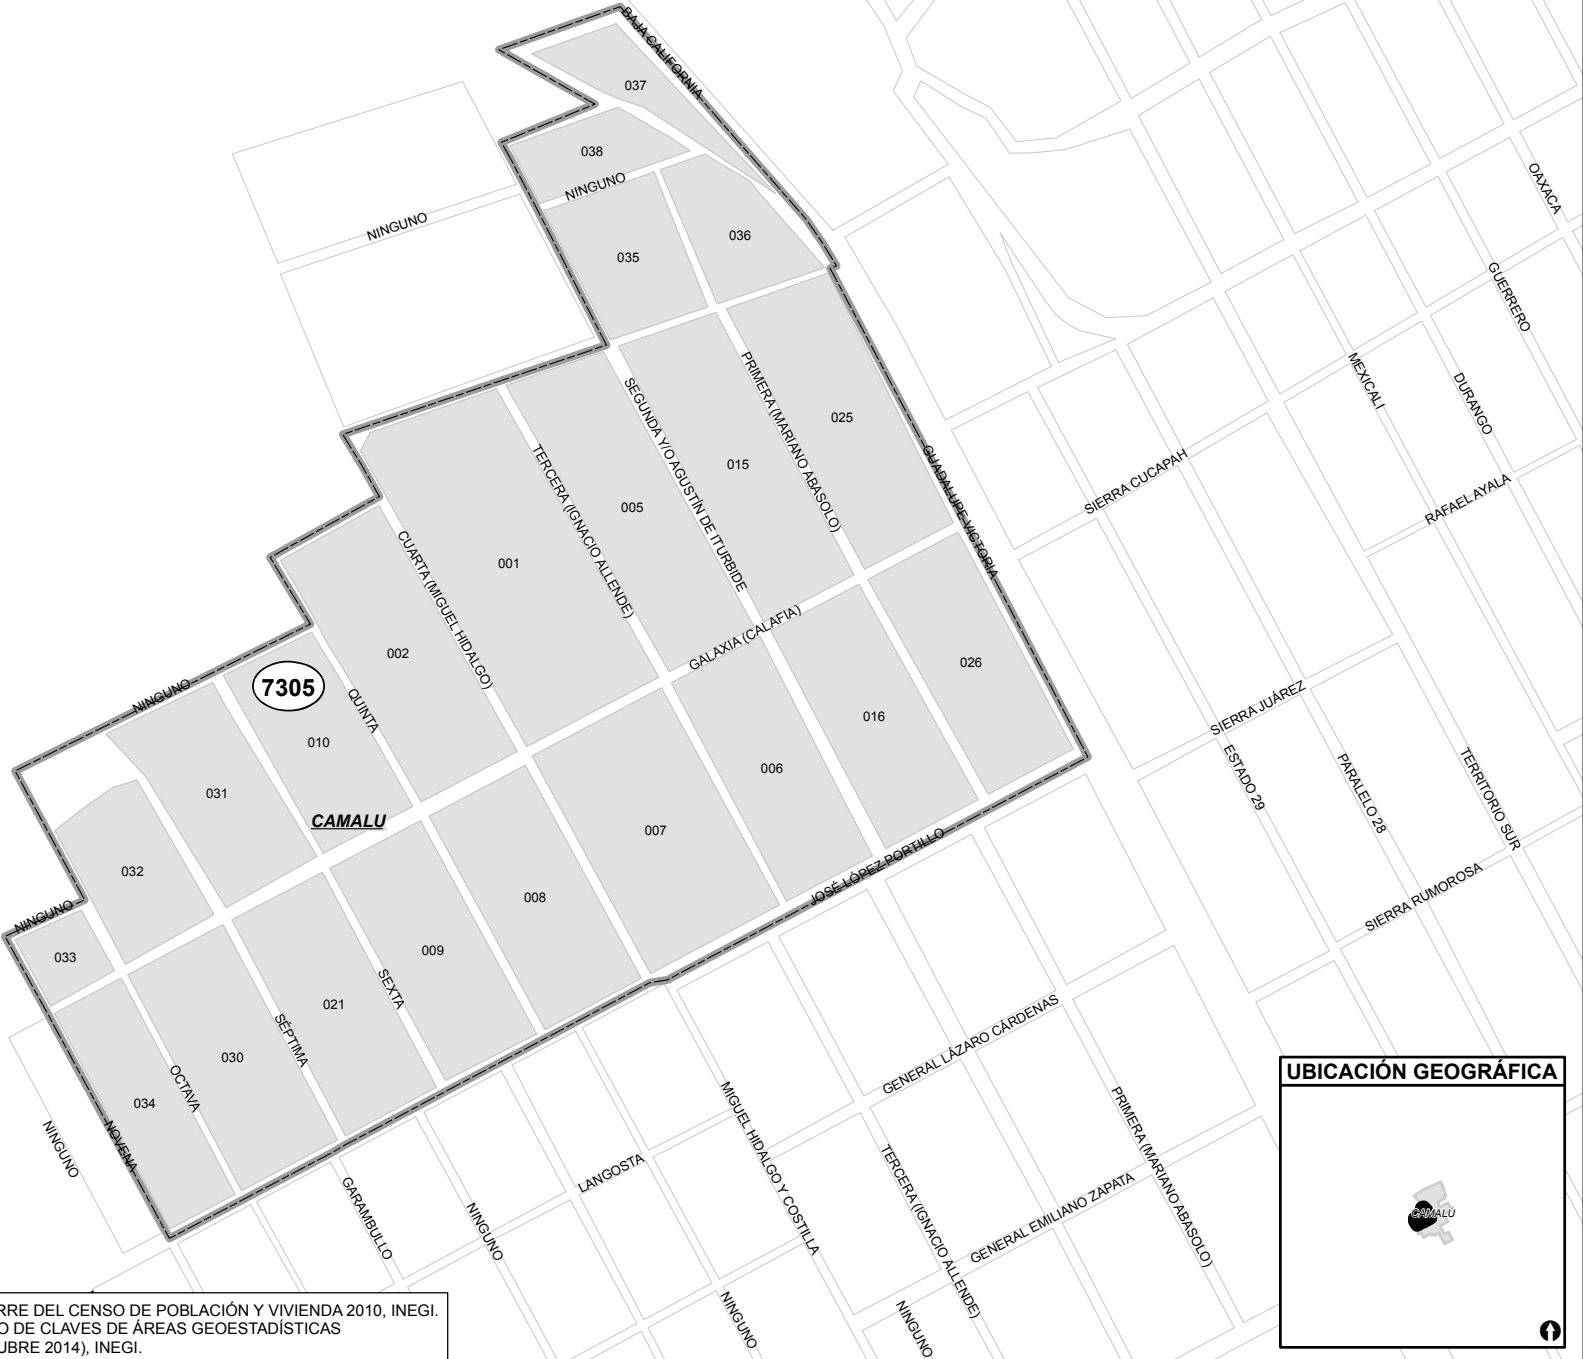 BAJA CALIFORNIA
037
038
NINGUNO
NINGUNO
035
036
OAXACA
GUERRERO
MEXICALI
DURANGO
PRIMERA (MARIANO ABASOLO)
SEGUNDA Y/O AGUSTÍN DE ITURBIDE
TERCERA (IGNACIO ALLENDE)
025
015
005
001
GUADALUPE VICTORIA
SIERRA CUCAPAH
RAFAEL AYALA
CUARTA (MIGUEL HIDALGO)
002
GALAXIA (CALAFIA)
026
NINGUNO
7305
QUINTA
010
016
SIERRA JUÁREZ
ESTADO 29
PARALELO 28
TERRITORIO SUR
006
031
CAMALU
007
032
JOSÉ LÓPEZ PORTILLO
008
SIERRA RUMOROSA
NINGUNO
033
009
SEXTA
021
SÉPTIMA
GENERAL LÁZARO CÁRDENAS
030
OCTAVA
034
NOVENA
NINGUNO
MIGUEL HIDALGO Y COSTILLA
PRIMERA (MARIANO ABASOLO)
TERCERA (IGNACIO ALLENDE)
LANGOSTA
GARAMBULLO
NINGUNO
GENERAL EMILIANO ZAPATA
NINGUNO
NINGUNO
UBICACIÓN GEOGRÁFICA
CAMALÚ
RRE DEL CENSO DE POBLACIÓN Y VIVIENDA 2010, INEGI.
O DE CLAVES DE ÁREAS GEOESTADÍSTICAS
UBRE 2014), INEGI.